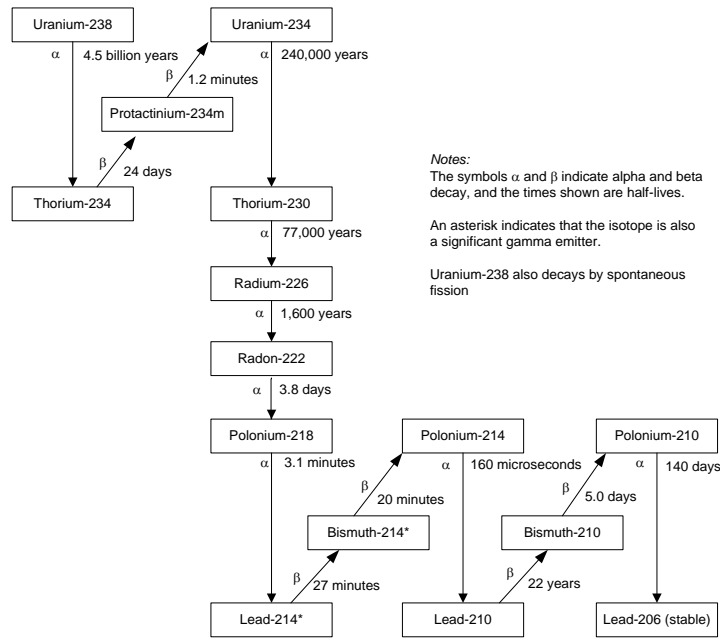 Uranium-238
Uranium-234
α 4.5 billion years
β 1.2 minutes
α 240,000 years
Protactinium-234m
β 24 days
Thorium-234
Thorium-230
α 77,000 years
Radium-226
α 1,600 years
Radon-222
α 3.8 days
Polonium-218
Polonium-214
Polonium-210
α 3.1 minutes
β 20 minutes
α 160 microseconds
β 5.0 days
α 140 days
Bismuth-214*
Bismuth-210
β 27 minutes
β 22 years
Lead-214*
Lead-210
Lead-206 (stable)
Notes:
The symbols α and β indicate alpha and beta
decay, and the times shown are half-lives.
An asterisk indicates that the isotope is also
a significant gamma emitter.
Uranium-238 also decays by spontaneous
fission